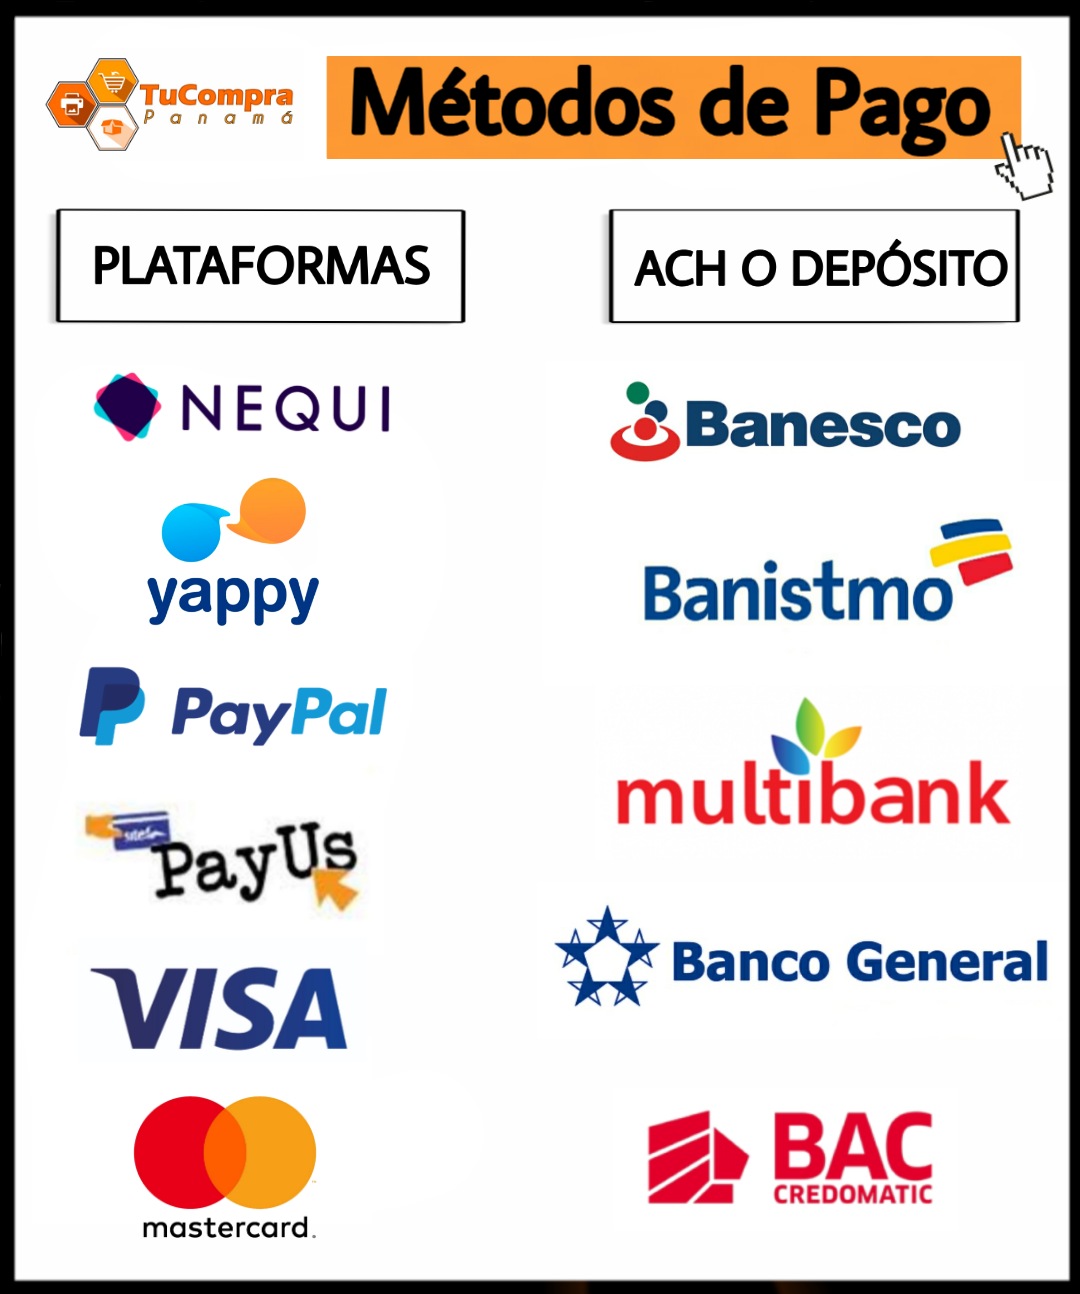 TuCompra
Panamá
Métodos de Pago
PLATAFORMAS
NEQUI
yappy
PayPal
PayUs
VISA
mastercard.
ACH O DEPÓSITO
Banesco
Banistmo
multibank
Banco General
BAC
CREDOMATIC